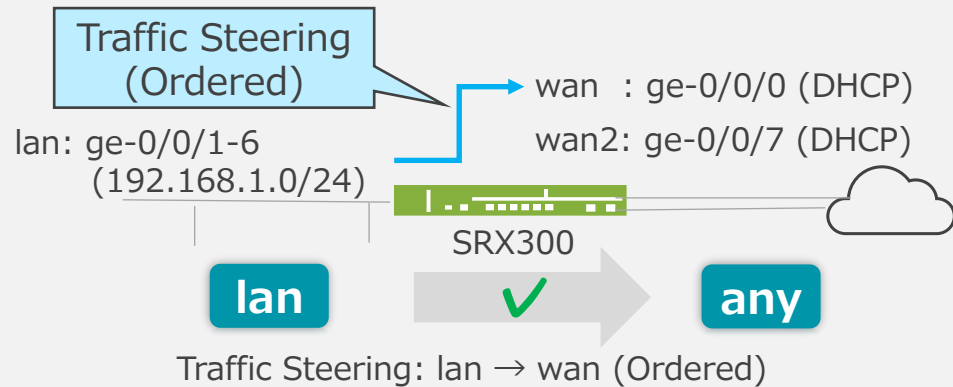 Traffic Steering
(Ordered)
wan : ge-0/0/0 (DHCP)
wan2: ge-0/0/7 (DHCP)
lan: ge-0/0/1-6
(192.168.1.0/24)
SRX300
lan
any
Traffic Steering: lan → wan (Ordered)